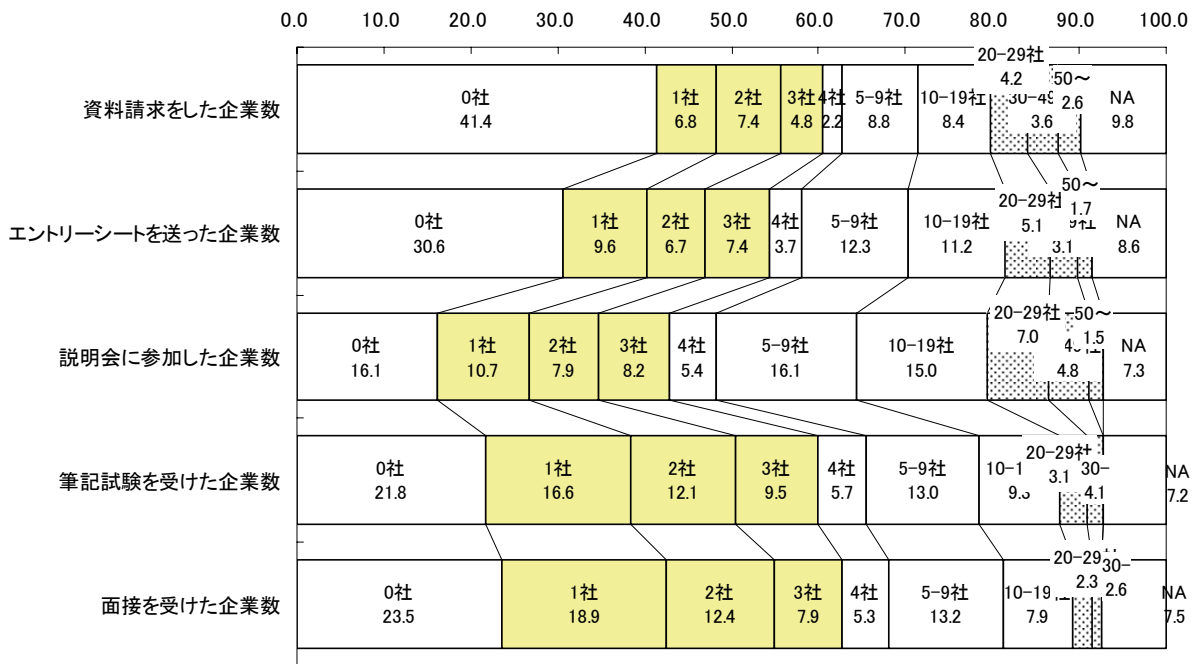 0.0 10.0 20.0 30.0 40.0 50.0 60.0 70.0 80.0 90.0 100.0
20-29社
4.2
資料請求をした企業数
0社 1社 2社 3社 4社 5-9社 10-19社 30-49 50～ NA
41.4 6.8 7.4 4.8 2.2 8.8 8.4 3.6 2.6 9.8
エントリーシートを送った企業数
0社 1社 2社 3社 4社 5-9社 10-19社 20-29社 50～ NA
30.6 9.6 6.7 7.4 3.7 12.3 11.2 5.1 3.1 1.7 8.6
説明会に参加した企業数
0社 1社 2社 3社 4社 5-9社 10-19社 20-29社 50～ NA
16.1 10.7 7.9 8.2 5.4 16.1 15.0 7.0 4.8 1.5 7.3
筆記試験を受けた企業数
0社 1社 2社 3社 4社 5-9社 10-1 20-29社 30- NA
21.8 16.6 12.1 9.5 5.7 13.0 3.1 4.1 7.2
面接を受けた企業数
0社 1社 2社 3社 4社 5-9社 10-19 20-29社 30- NA
23.5 18.9 12.4 7.9 5.3 13.2 7.9 2.3 2.6 7.5